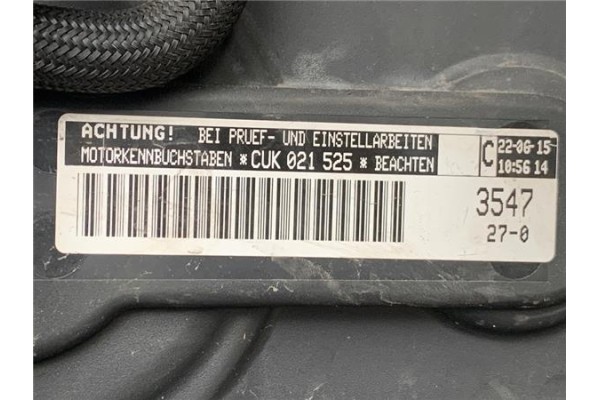 ACHTUNG! BEI PRUEF- UND EINSTELLARBEITEN
MOTORKENNBUCHSTABEN *CUK 021 525* BEACHTEN
C
22-06-15
10:56 14
3547
27-0